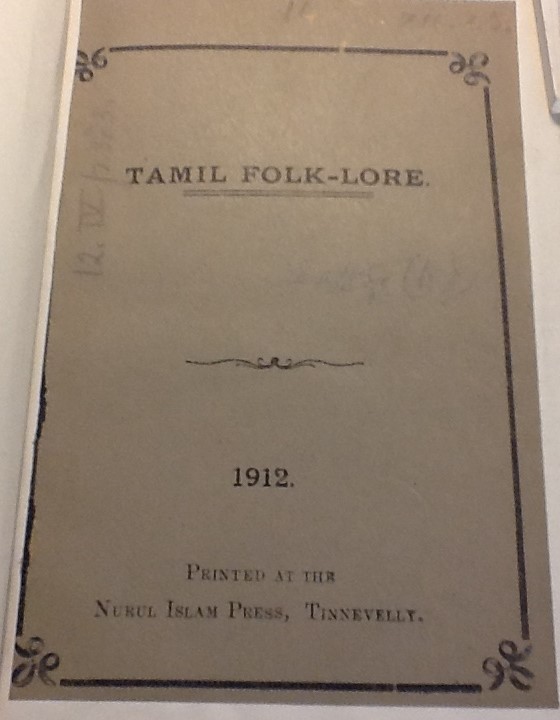 TAMIL FOLK-LORE.
1912.
PRINTED AT THE
NURUL ISLAM PRESS, TINNEVELLY.